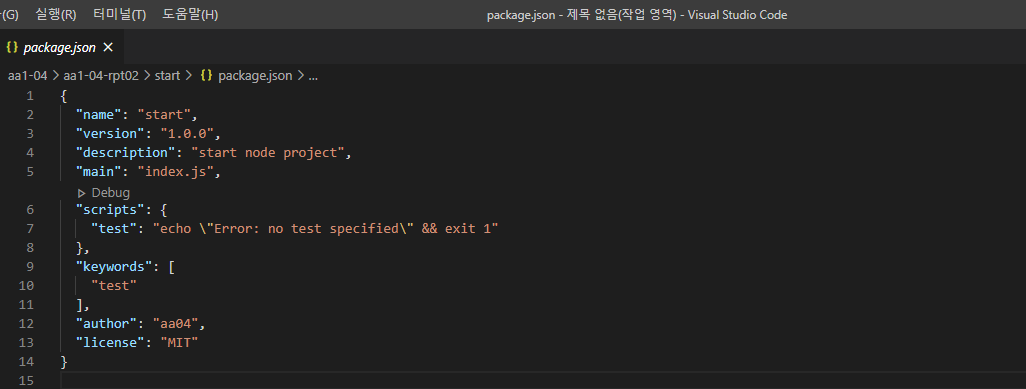 (G) 실행(R) 터미널(T) 도움말(H) package.json - 제목 없음(작업 영역) - Visual Studio Code
{} package.json ×
aa1-04 > aa1-04-rpt02 > start > {} package.json > ...
1 {
2 "name": "start",
3 "version": "1.0.0",
4 "description": "start node project",
5 "main": "index.js",
▷ Debug
6 "scripts": {
7 "test": "echo \"Error: no test specified\" && exit 1"
8 },
9 "keywords": [
10 "test"
11 ],
12 "author": "aa04",
13 "license": "MIT"
14 }
15